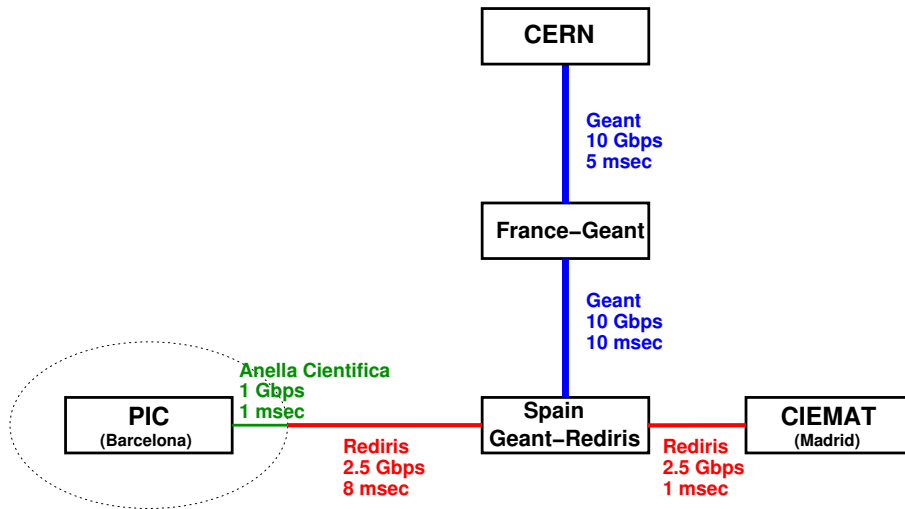 CERN
Geant
10 Gbps
5 msec
France−Geant
Geant
10 Gbps
10 msec
Anella Cientifica
1 Gbps
1 msec
PIC
(Barcelona)
Spain
Geant−Rediris
CIEMAT
(Madrid)
Rediris
2.5 Gbps
8 msec
Rediris
2.5 Gbps
1 msec